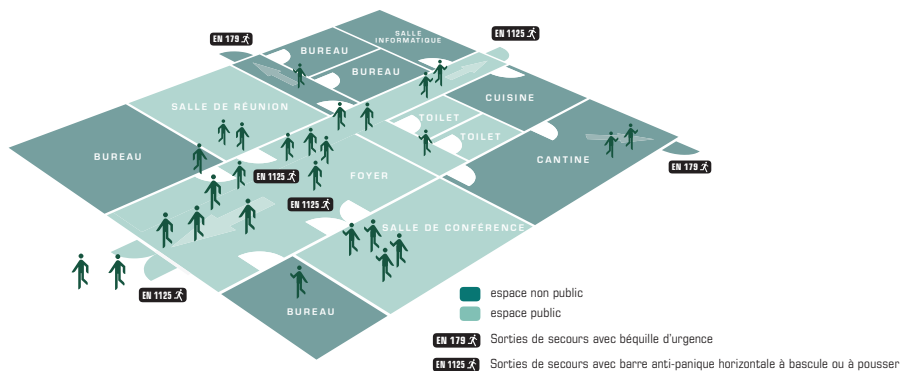 EN 179
SALLE
INFORMATIQUE
EN 1125
BUREAU
BUREAU
CUISINE
SALLE DE RÉUNION
TOILET
TOILET
BUREAU
CANTINE
EN 179
EN 1125
FOYER
EN 1125
SALLE DE CONFÉRENCE
EN 1125
BUREAU
espace non public
espace public
EN 179 Sorties de secours avec béquille d'urgence
EN 1125 Sorties de secours avec barre anti-panique horizontale à bascule ou à pousser